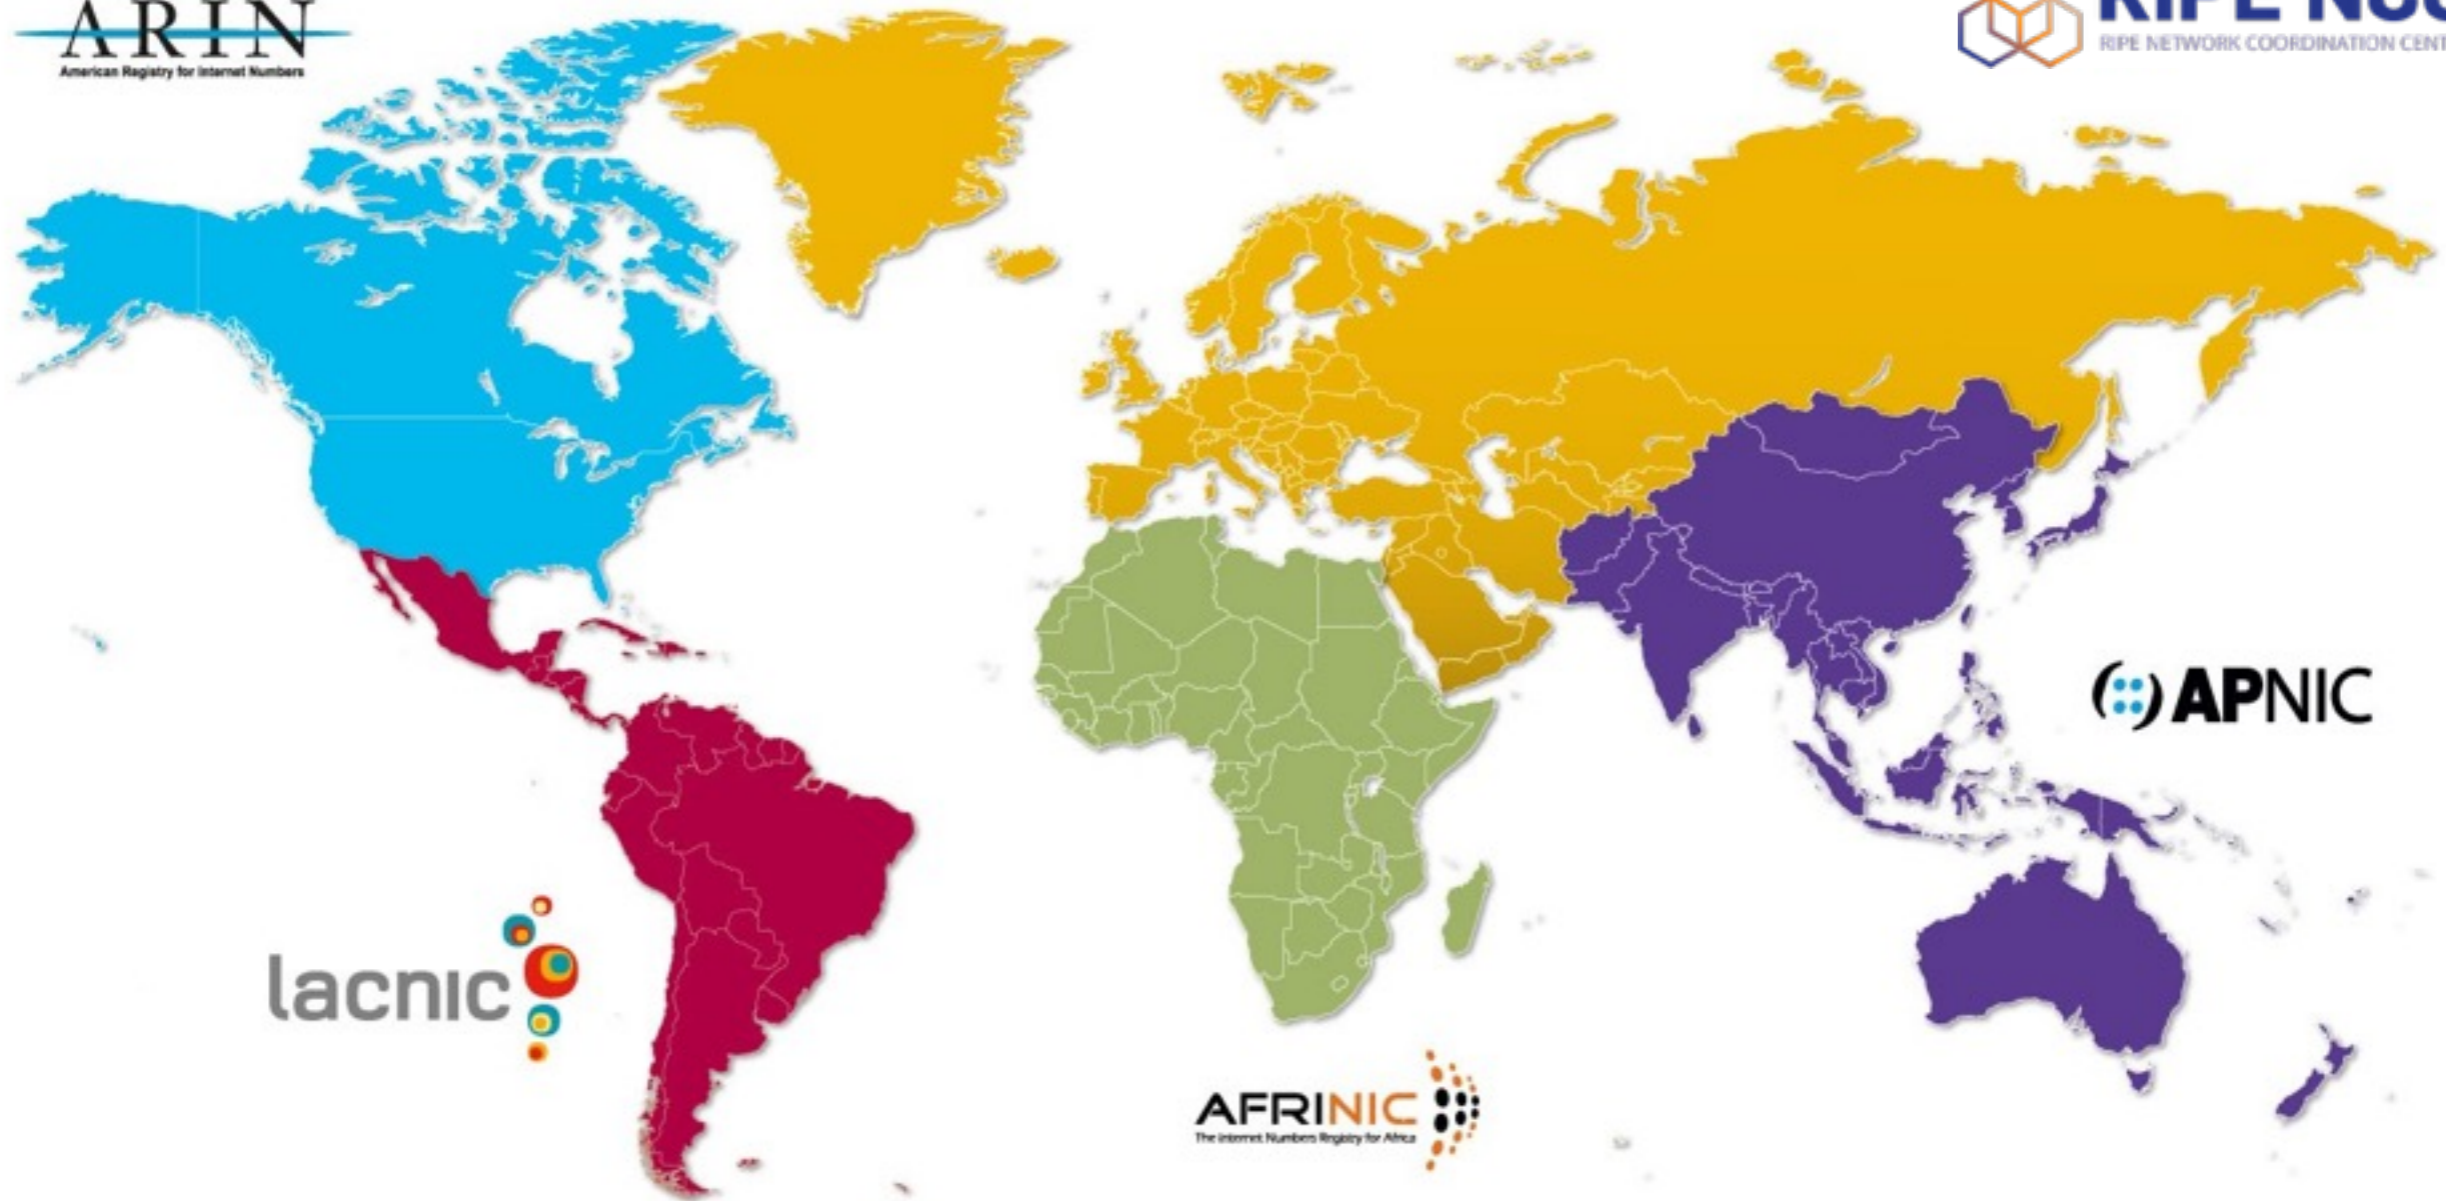 ARIN
American Registry for Internet Numbers
RIPE NCC
RIPE NETWORK COORDINATION CENT
APNIC
lacnic
AFRINIC
The Internet Numbers Registry for Africa